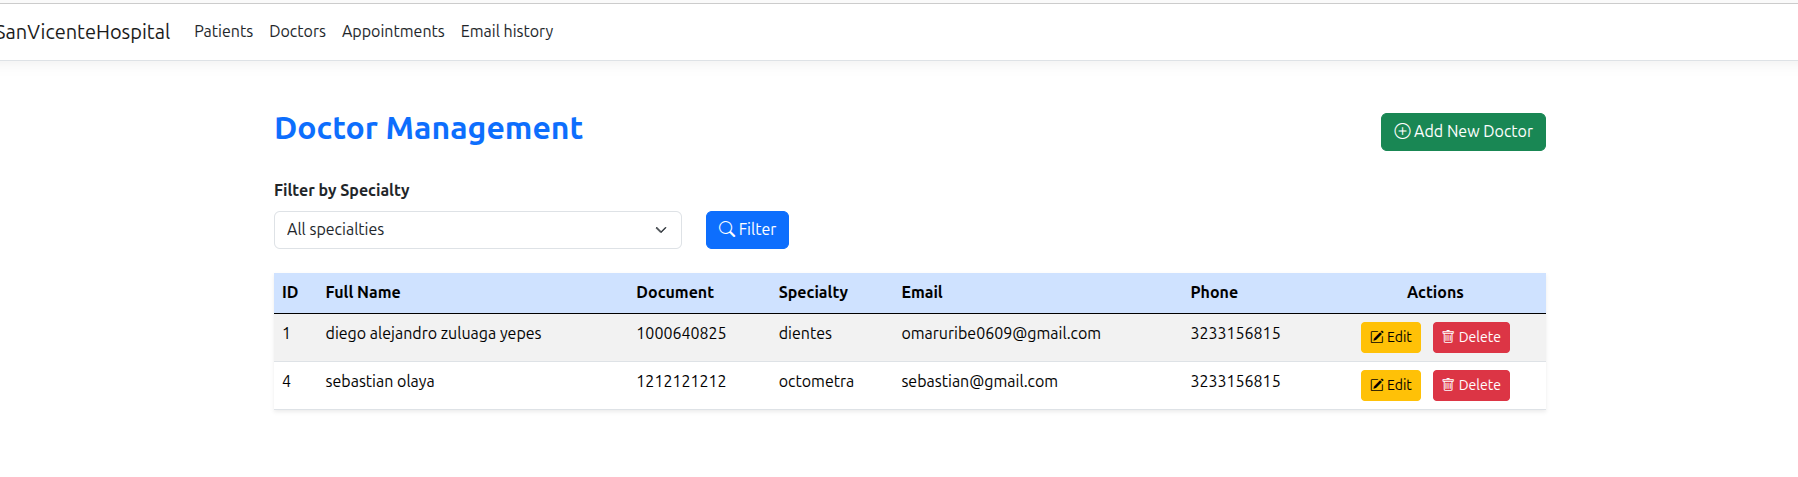 SanVicenteHospital Patients Doctors Appointments Email history
Doctor Management
Add New Doctor
Filter by Specialty
All specialties
Filter
ID Full Name Document Specialty Email Phone Actions
1 diego alejandro zuluaga yepes 1000640825 dientes omaruribe0609@gmail.com 3233156815 Edit Delete
4 sebastian olaya 1212121212 octometra sebastian@gmail.com 3233156815 Edit Delete